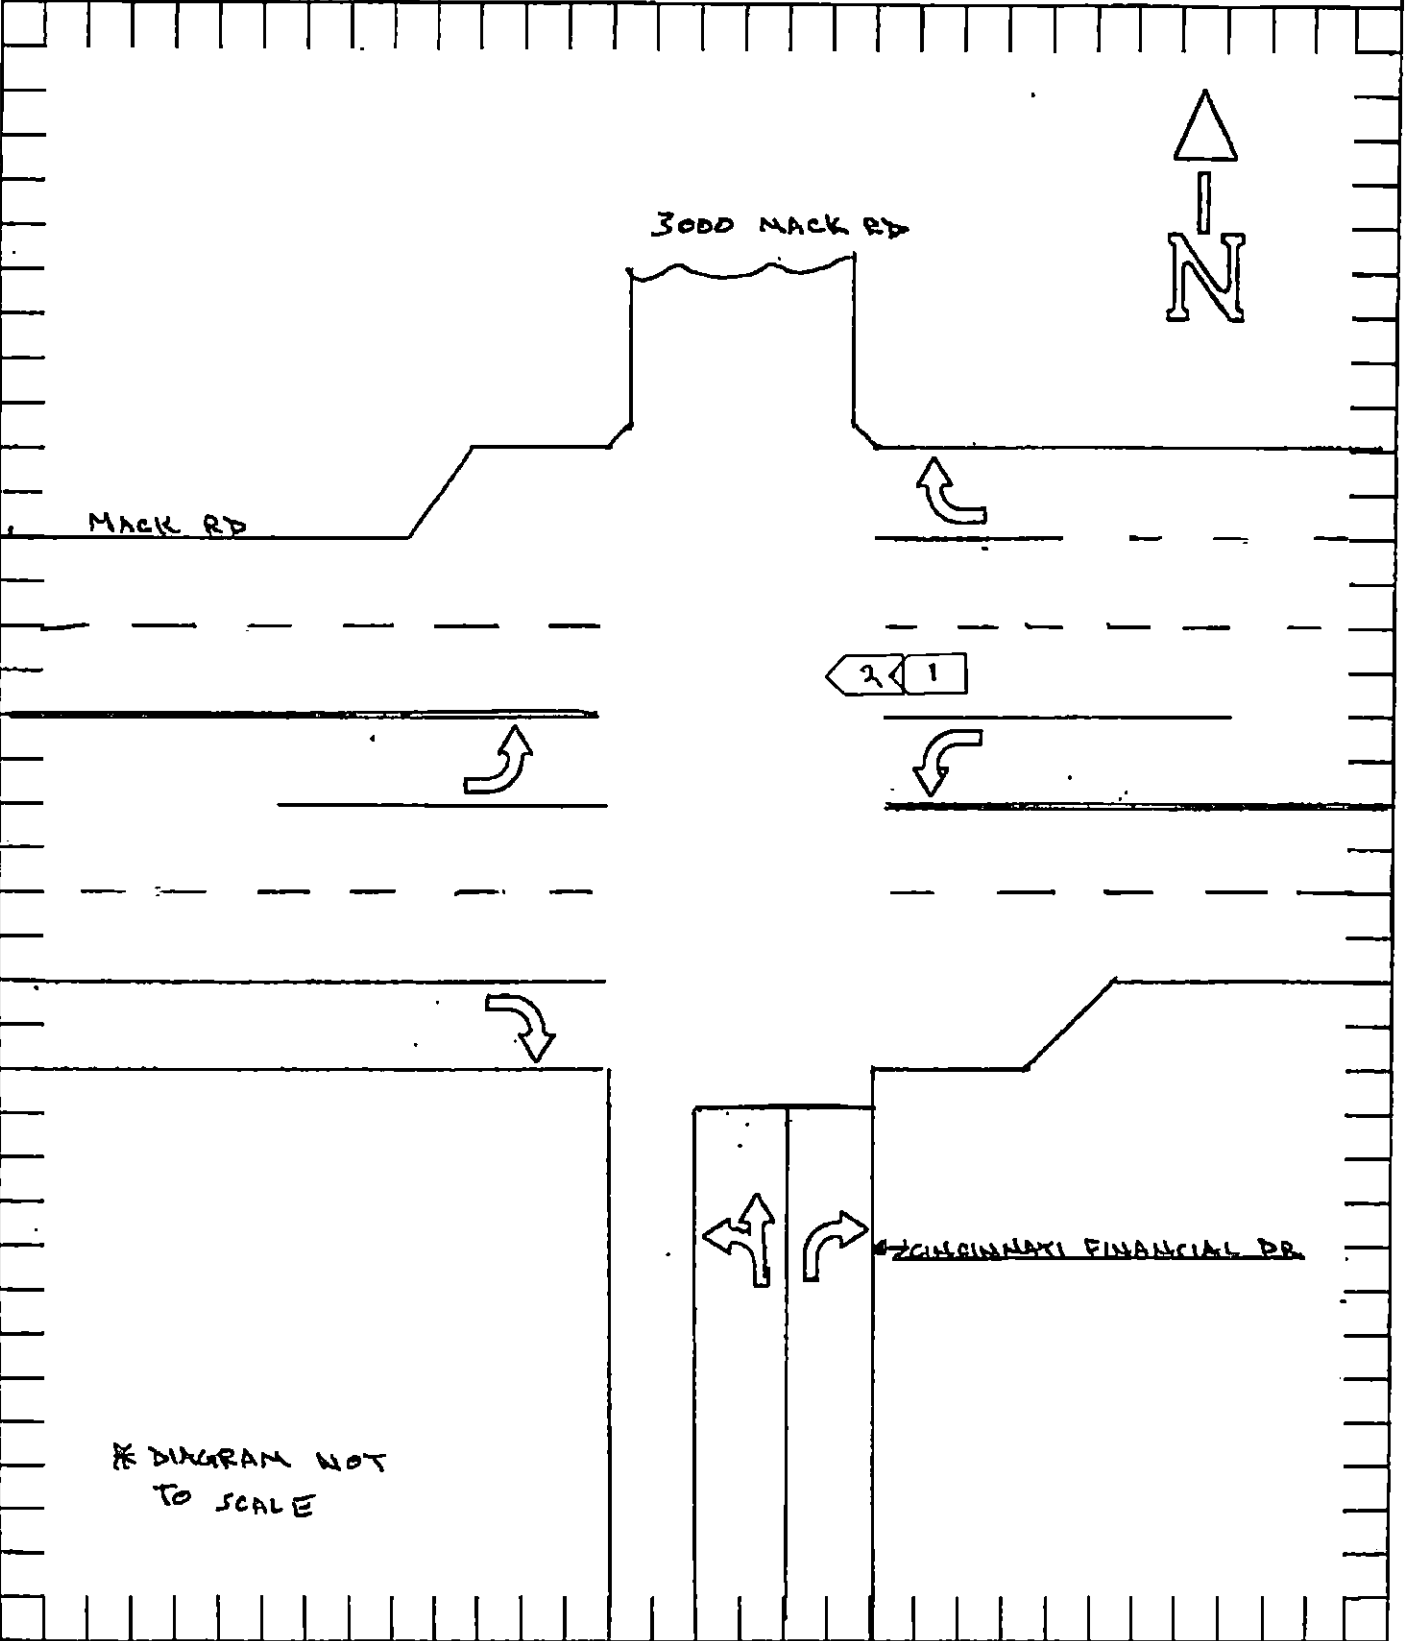 3000 MACK RD
N
MACK RD
2 1
CINCINNATI FINANCIAL DR
* DIAGRAM NOT
TO SCALE